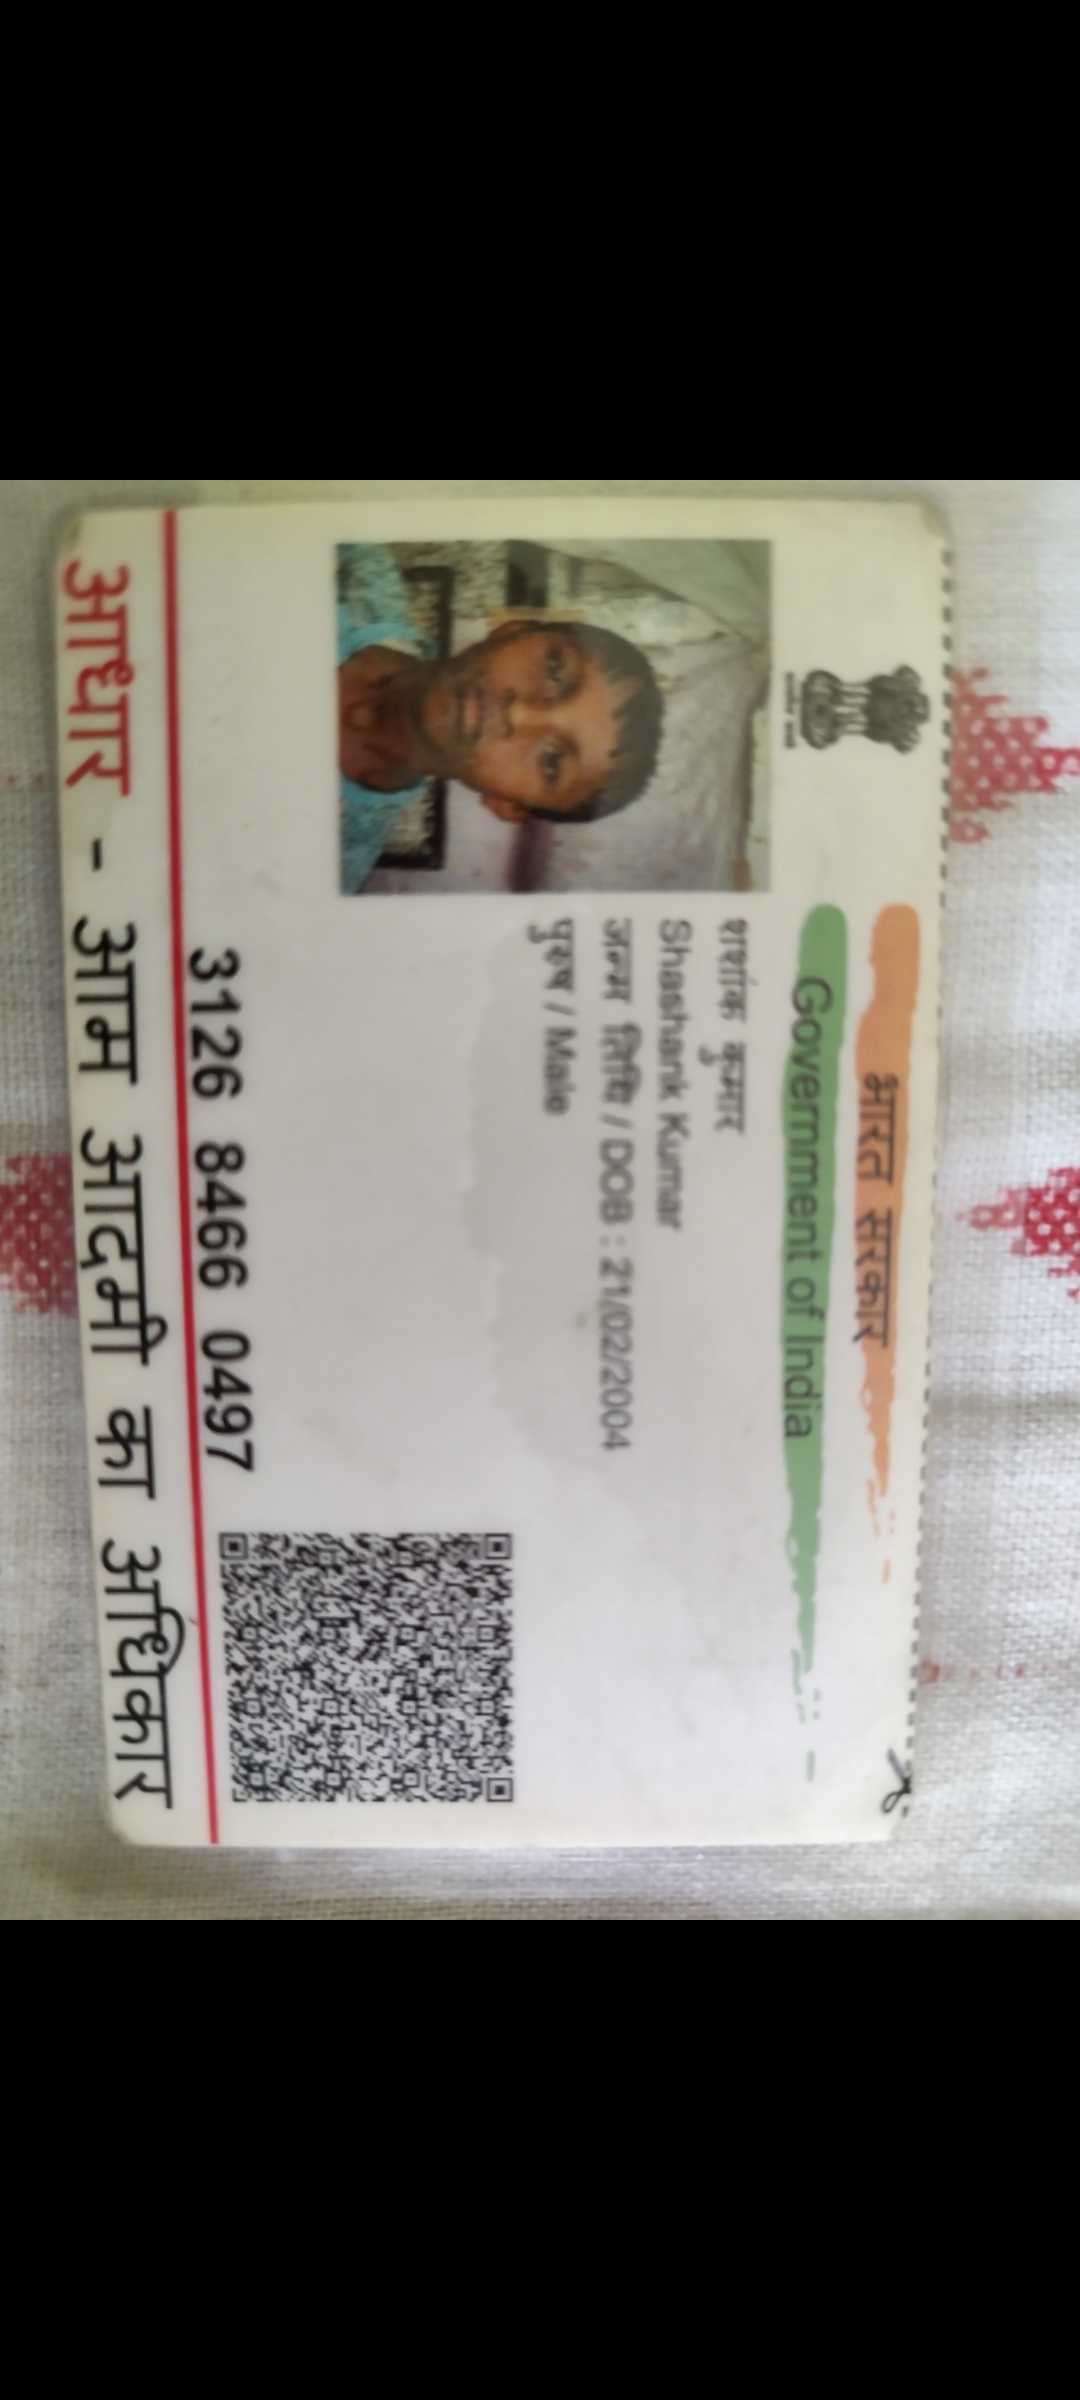 भारत सरकार
Government of India
शशांक कुमार
Shashank Kumar
जन्म तिथि / DOB : 21/02/2004
पुरुष / Male
3126 8466 0497
आधार - आम आदमी का अधिकार